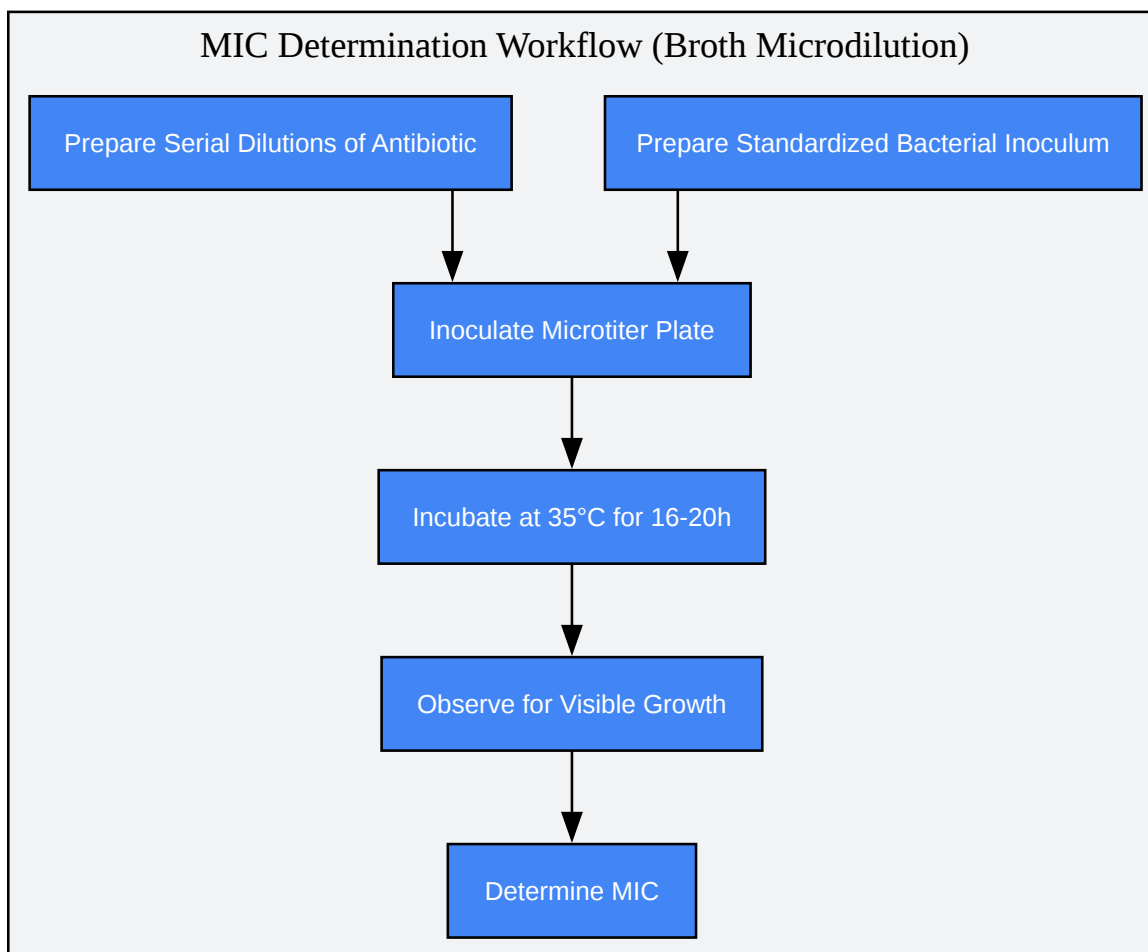 MIC Determination Workflow (Broth Microdilution)
Prepare Serial Dilutions of Antibiotic
Prepare Standardized Bacterial Inoculum
Inoculate Microtiter Plate
Incubate at 35°C for 16-20h
Observe for Visible Growth
Determine MIC